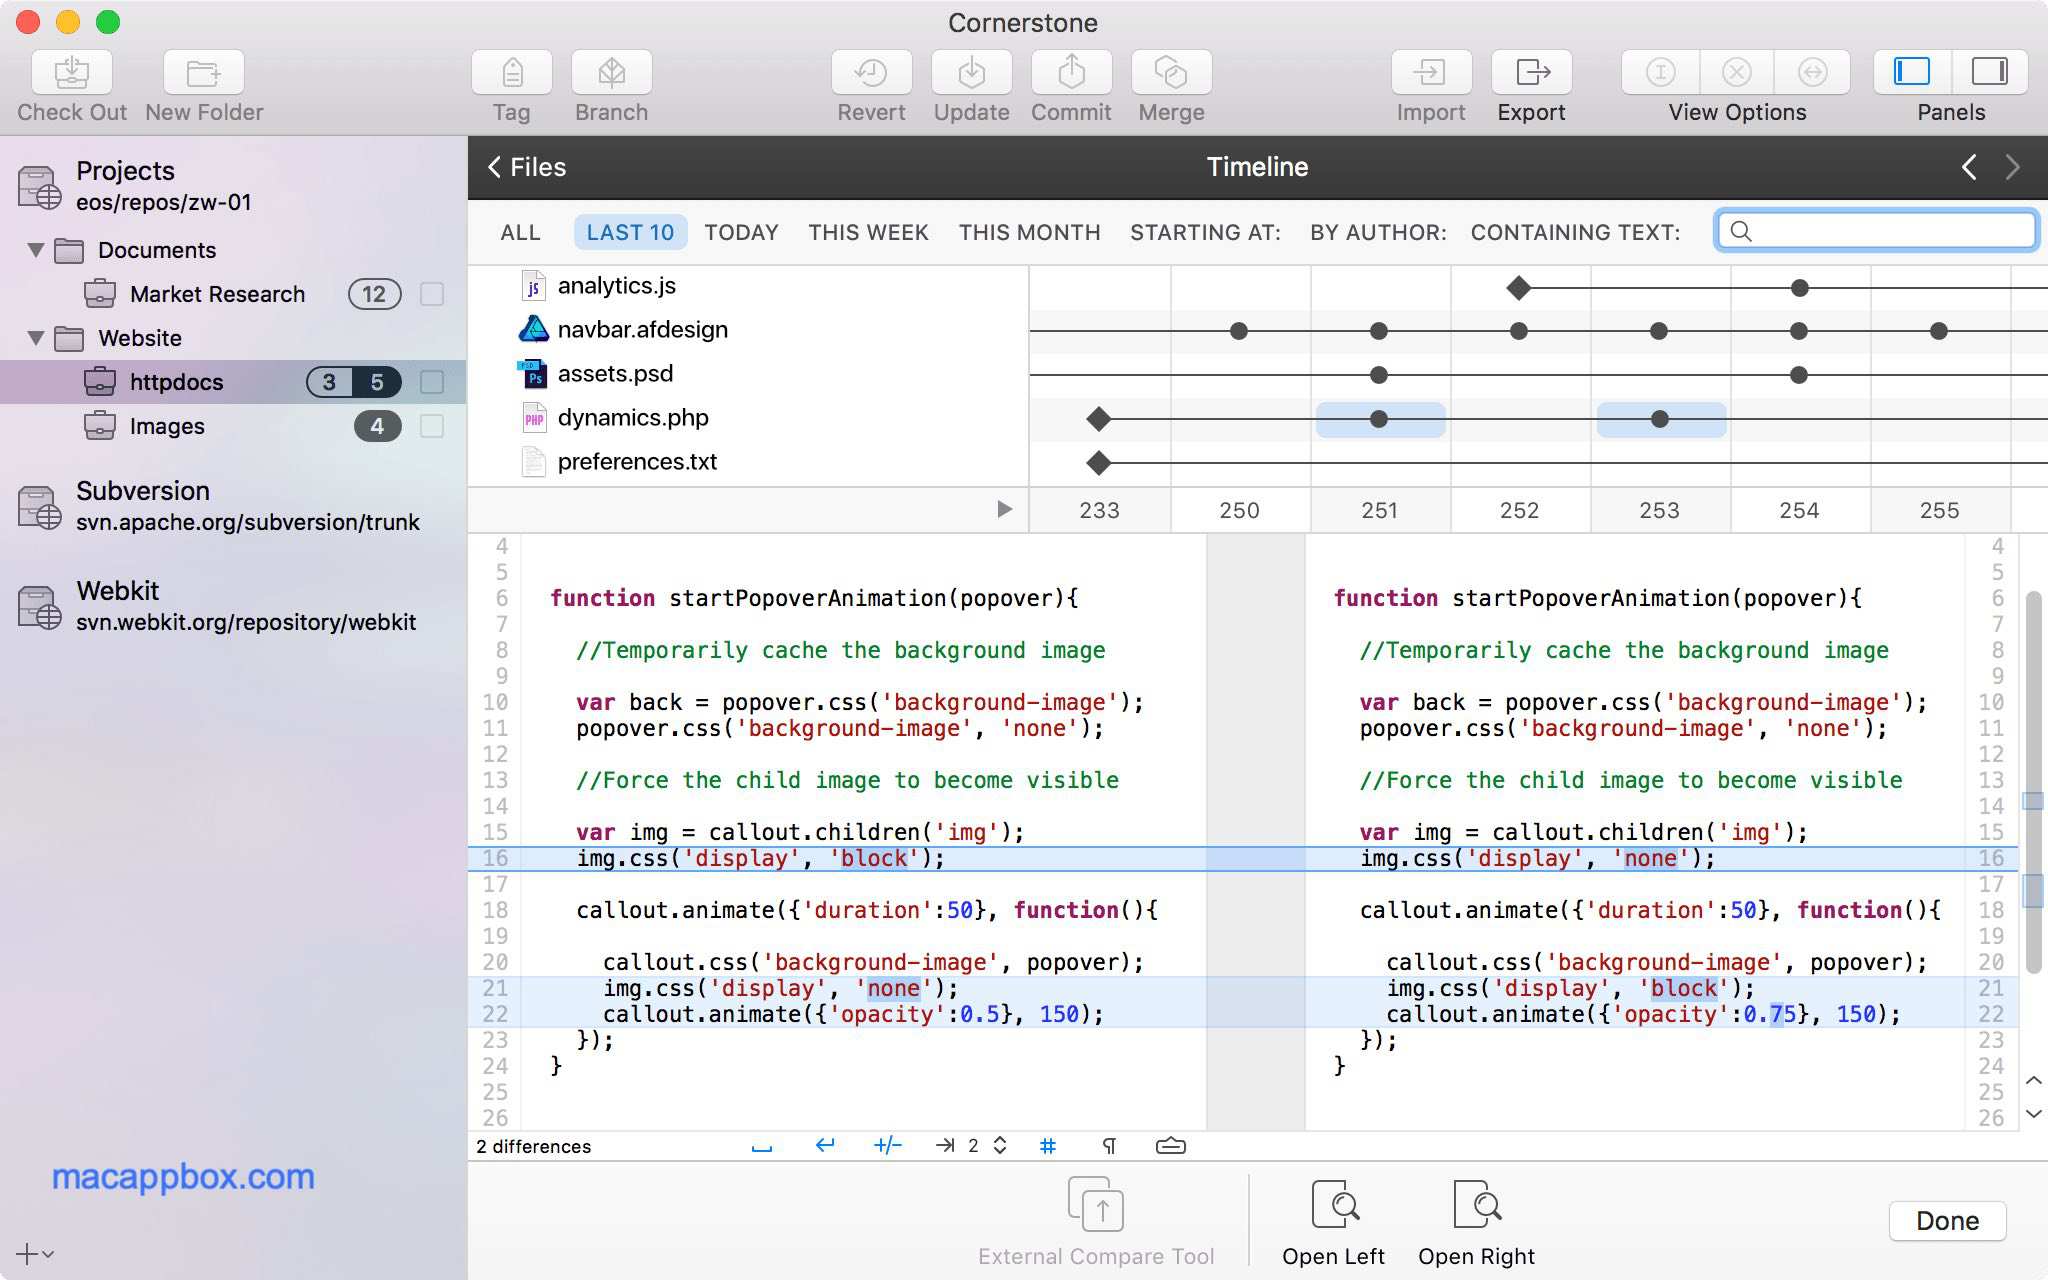 Cornerstone
Check Out
New Folder
Tag
Branch
Revert
Update
Commit
Merge
Import
Export
View Options
Panels
Projects
eos/repos/zw-01
Documents
Market Research 12
Website
httpdocs 3 5
Images 4
Subversion
svn.apache.org/subversion/trunk
Webkit
svn.webkit.org/repository/webkit
macappbox.com
Files
Timeline
ALL LAST 10 TODAY THIS WEEK THIS MONTH STARTING AT: BY AUTHOR: CONTAINING TEXT:
js analytics.js
navbar.afdesign
Ps assets.psd
PHP dynamics.php
preferences.txt
233 250 251 252 253 254 255
4
5
6 function startPopoverAnimation(popover){
7
8 //Temporarily cache the background image
9
10 var back = popover.css('background-image');
11 popover.css('background-image', 'none');
12
13 //Force the child image to become visible
14
15 var img = callout.children('img');
16 img.css('display', 'block');
17
18 callout.animate({'duration':50}, function(){
19
20 callout.css('background-image', popover);
21 img.css('display', 'none');
22 callout.animate({'opacity':0.5}, 150);
23 });
24 }
25
26
4
5
function startPopoverAnimation(popover){ 6
7
//Temporarily cache the background image 8
9
var back = popover.css('background-image'); 10
popover.css('background-image', 'none'); 11
12
//Force the child image to become visible 13
14
var img = callout.children('img'); 15
img.css('display', 'none'); 16
17
callout.animate({'duration':50}, function(){ 18
19
callout.css('background-image', popover); 20
img.css('display', 'block'); 21
callout.animate({'opacity':0.75}, 150); 22
}); 23
} 24
25
26
2 differences +/- 2 # ¶
External Compare Tool
Open Left
Open Right
Done